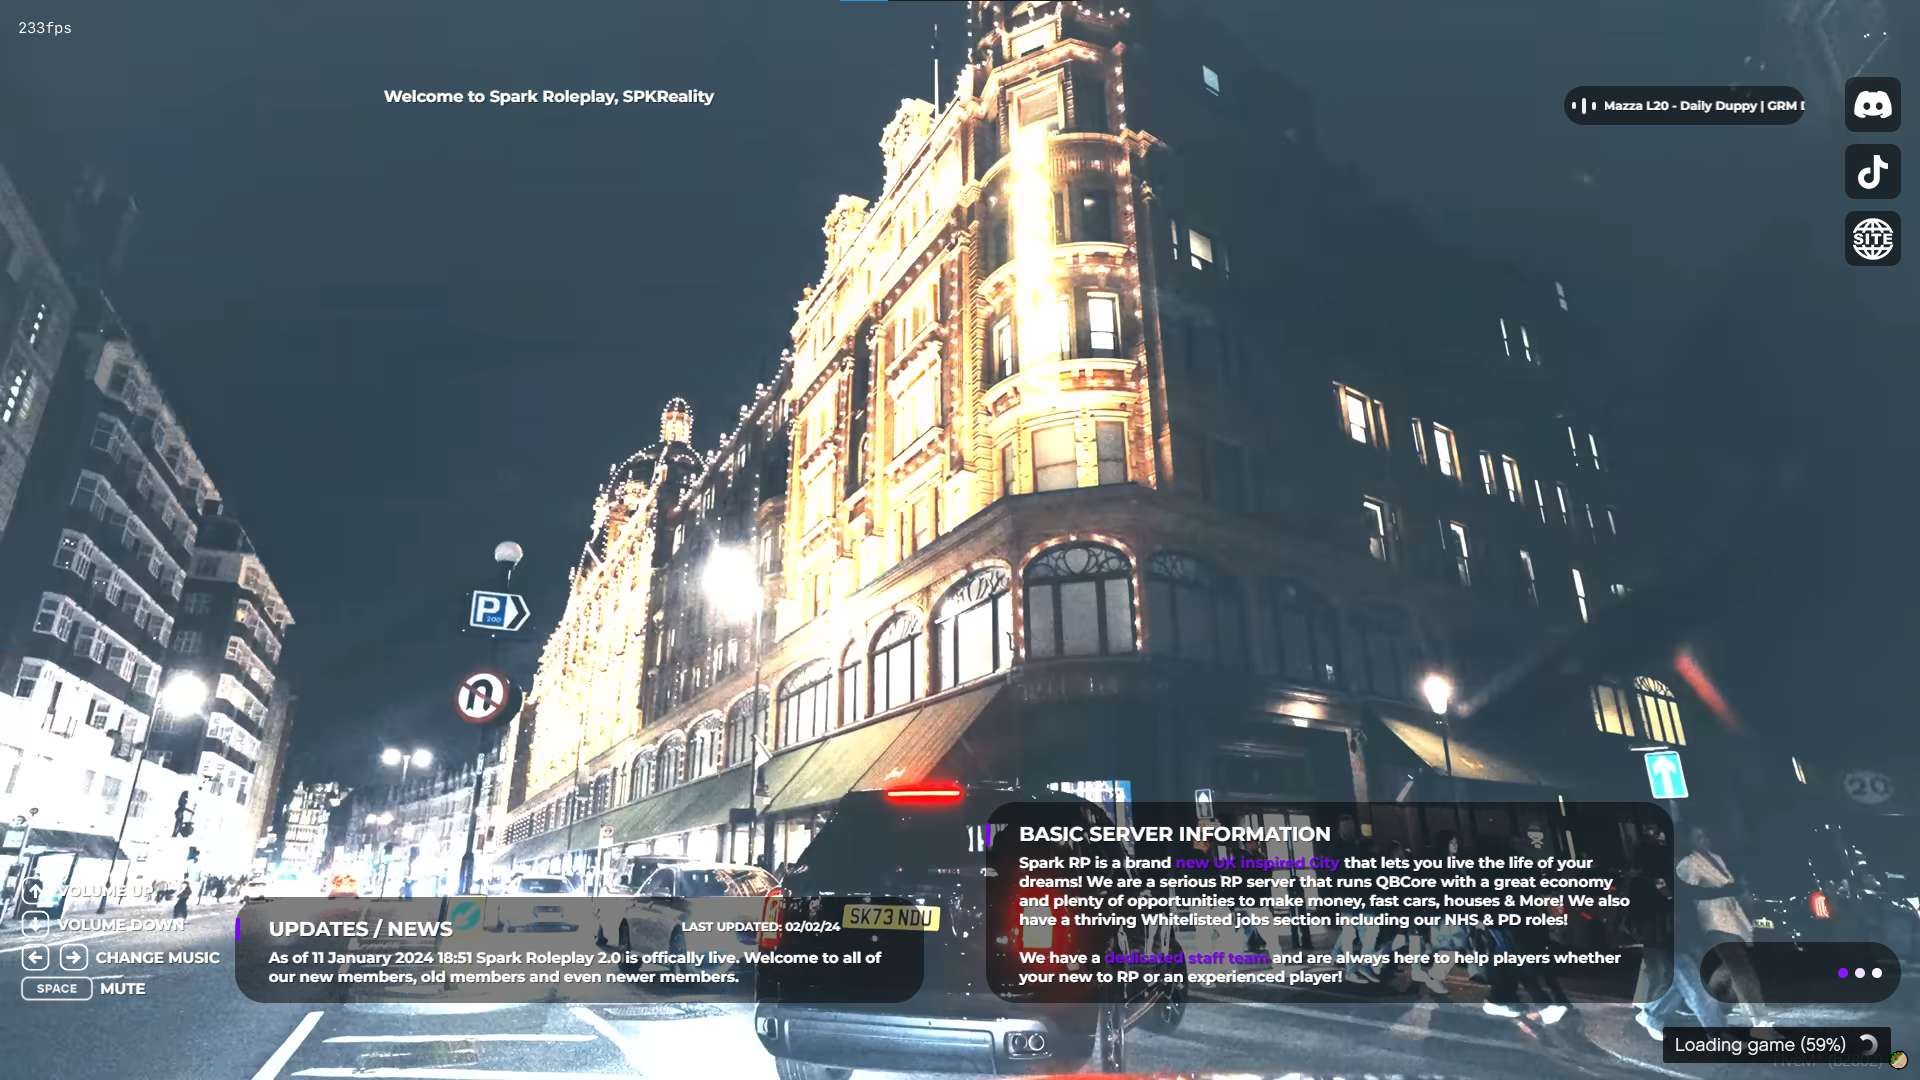 233fps
Welcome to Spark Roleplay, SPKReality
Mazza L20 - Daily Duppy | GRM
SITE
P
200
20
VOLUME UP
VOLUME DOWN
CHANGE MUSIC
SPACE MUTE
UPDATES / NEWS
LAST UPDATED: 02/02/24
As of 11 January 2024 18:51 Spark Roleplay 2.0 is offically live. Welcome to all of
our new members, old members and even newer members.
SK73 NDU
BASIC SERVER INFORMATION
Spark RP is a brand new UK inspired City that lets you live the life of your
dreams! We are a serious RP server that runs QBCore with a great economy
and plenty of opportunities to make money, fast cars, houses & More! We also
have a thriving Whitelisted jobs section including our NHS & PD roles!
We have a dedicated staff team and are always here to help players whether
your new to RP or an experienced player!
Loading game (59%)